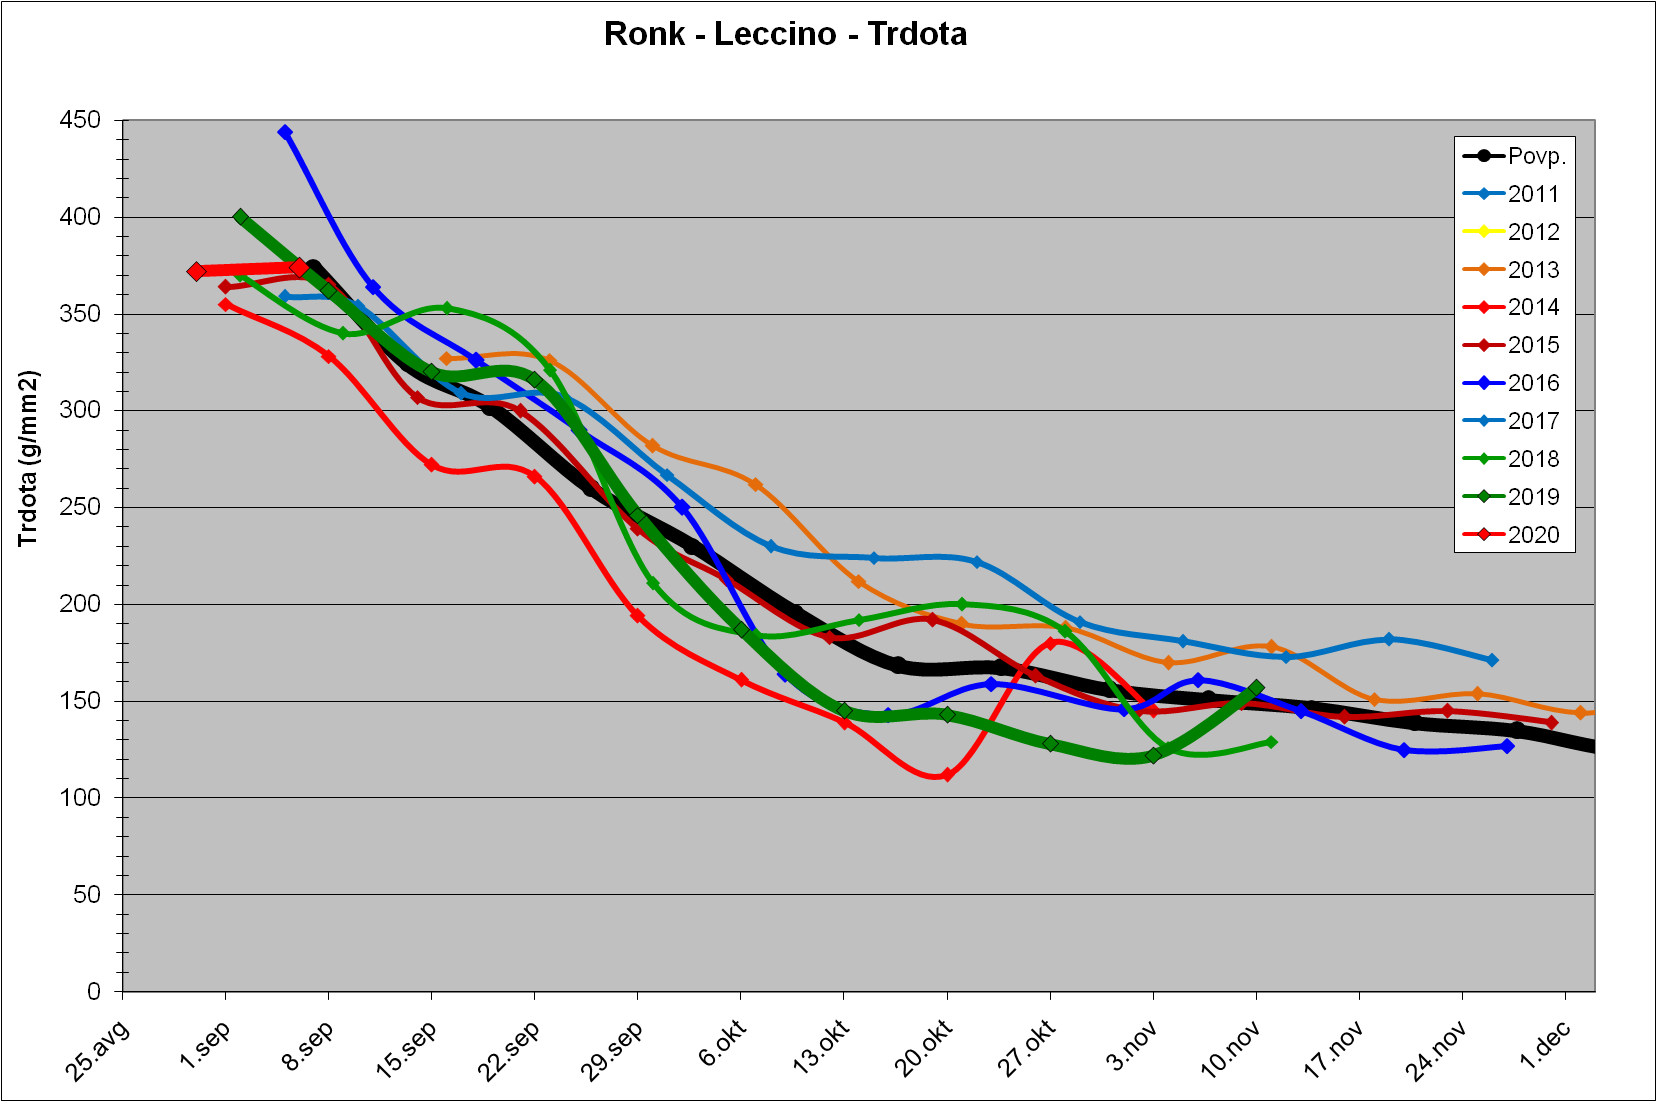 Ronk - Leccino - Trdota
Trdota (g/mm2)
450
400
350
300
250
200
150
100
50
0
25.avg
1.sep
8.sep
15.sep
22.sep
29.sep
6.okt
13.okt
20.okt
27.okt
3.nov
10.nov
17.nov
24.nov
1.dec
Povp.
2011
2012
2013
2014
2015
2016
2017
2018
2019
2020